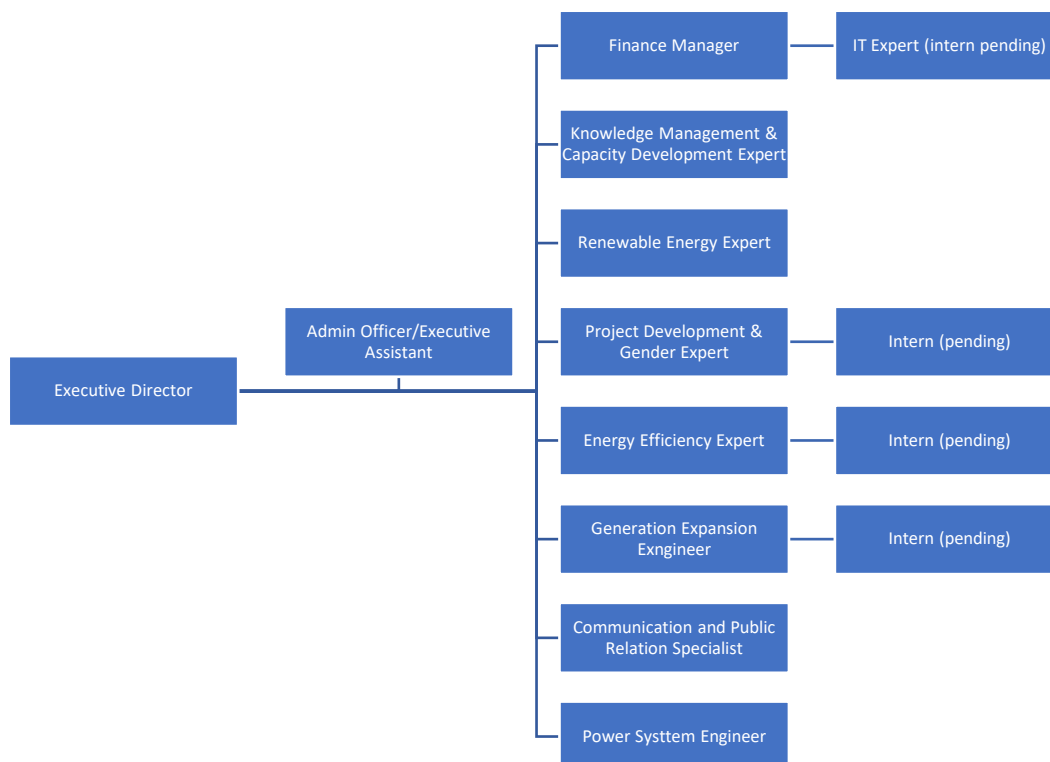 Finance Manager
IT Expert (intern pending)
Knowledge Management &
Capacity Development Expert
Renewable Energy Expert
Admin Officer/Executive
Assistant
Project Development &
Gender Expert
Intern (pending)
Executive Director
Energy Efficiency Expert
Intern (pending)
Generation Expansion
Exngineer
Intern (pending)
Communication and Public
Relation Specialist
Power Systtem Engineer